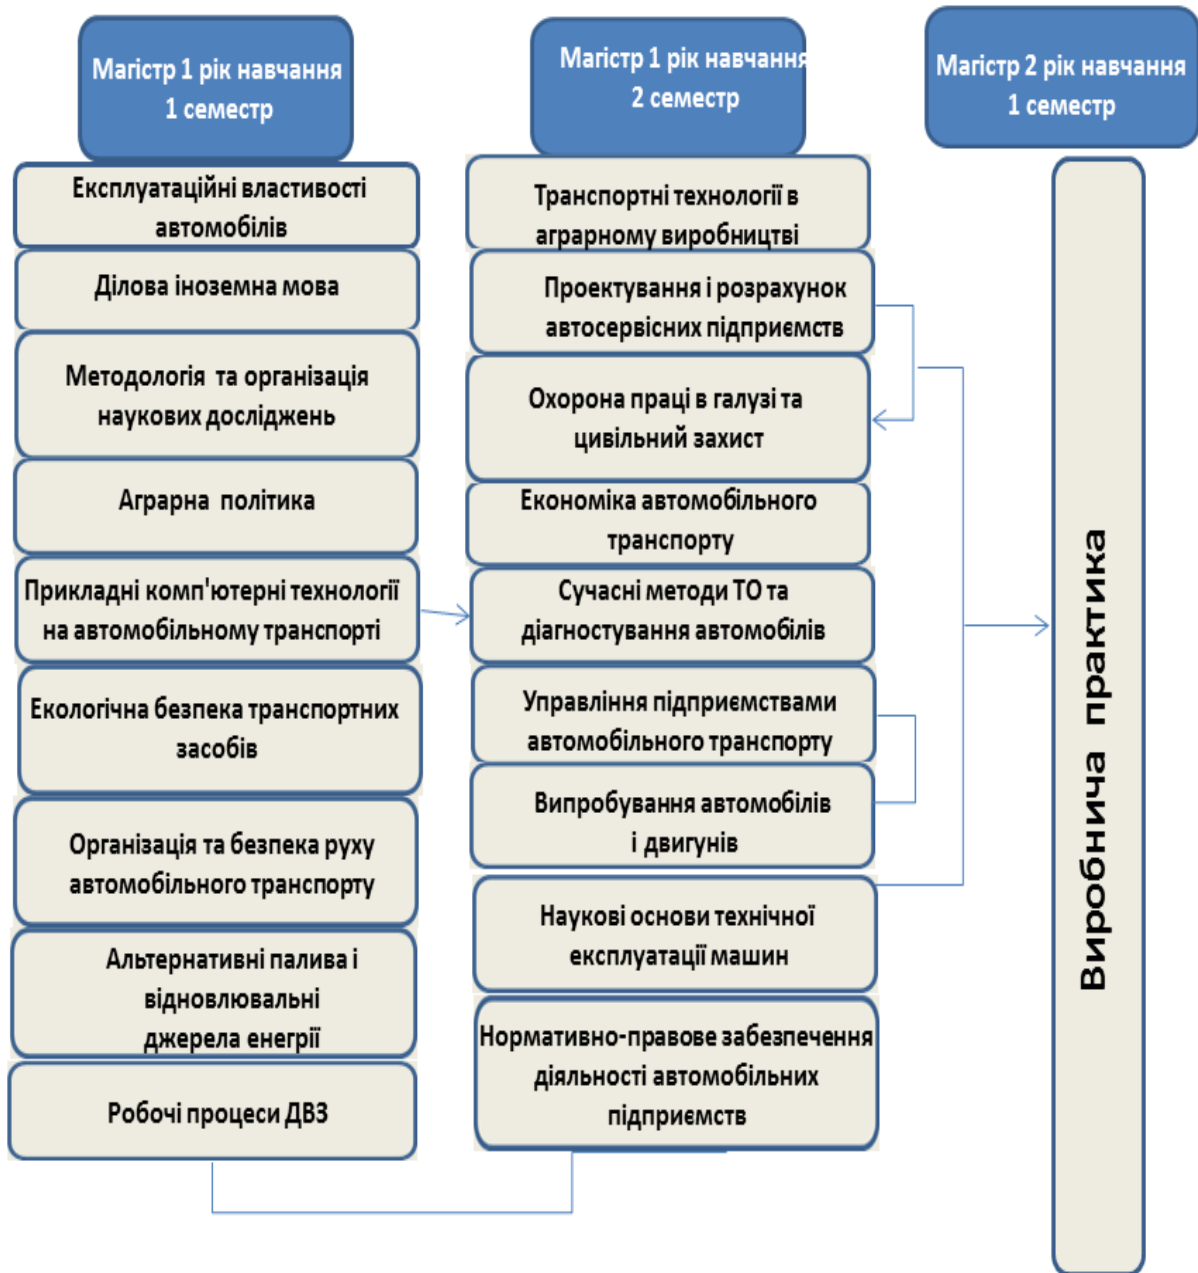 Магістр 1 рік навчання
1 семестр
Експлуатаційні властивості
автомобілів
Ділова іноземна мова
Методологія та організація
наукових досліджень
Аграрна політика
Прикладні комп'ютерні технології
на автомобільному транспорті
Екологічна безпека транспортних
засобів
Організація та безпека руху
автомобільного транспорту
Альтернативні палива і
відновлювальні
джерела енегрії
Робочі процеси ДВЗ
Магістр 1 рік навчання
2 семестр
Транспортні технології в
аграрному виробництві
Проектування і розрахунок
автосервісних підприємств
Охорона праці в галузі та
цивільний захист
Економіка автомобільного
транспорту
Сучасні методи ТО та
діагностування автомобілів
Управління підприємствами
автомобільного транспорту
Випробування автомобілів
і двигунів
Наукові основи технічної
експлуатації машин
Нормативно-правове забезпечення
діяльності автомобільних
підприємств
Магістр 2 рік навчання
1 семестр
Виробнича практика